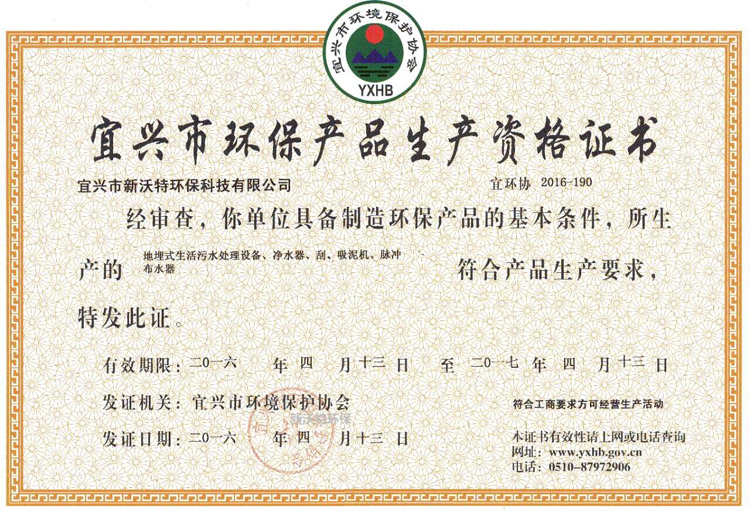 宜兴市环境保护协会
YXHB
宜兴市环保产品生产资格证书
宜兴市新沃特环保科技有限公司
宜环协 2016-190
经审查，你单位具备制造环保产品的基本条件，所生
产的 地埋式生活污水处理设备、冷水器、刮、吸泥机、脉冲
布水器
符合产品生产要求，
特发此证。
有效期限：二〇一六 年 四 月 十三 日 至 二〇一七 年 四 月 十三 日
发证机关：宜兴市环境保护协会
新沃特环保
发证日期：二〇一六 年 四 月 十三 日
符合工商要求方可经营生产活动
本证书有效性请上网或电话查询
网址：www.yxhb.gov.cn
电话：0510-87972906